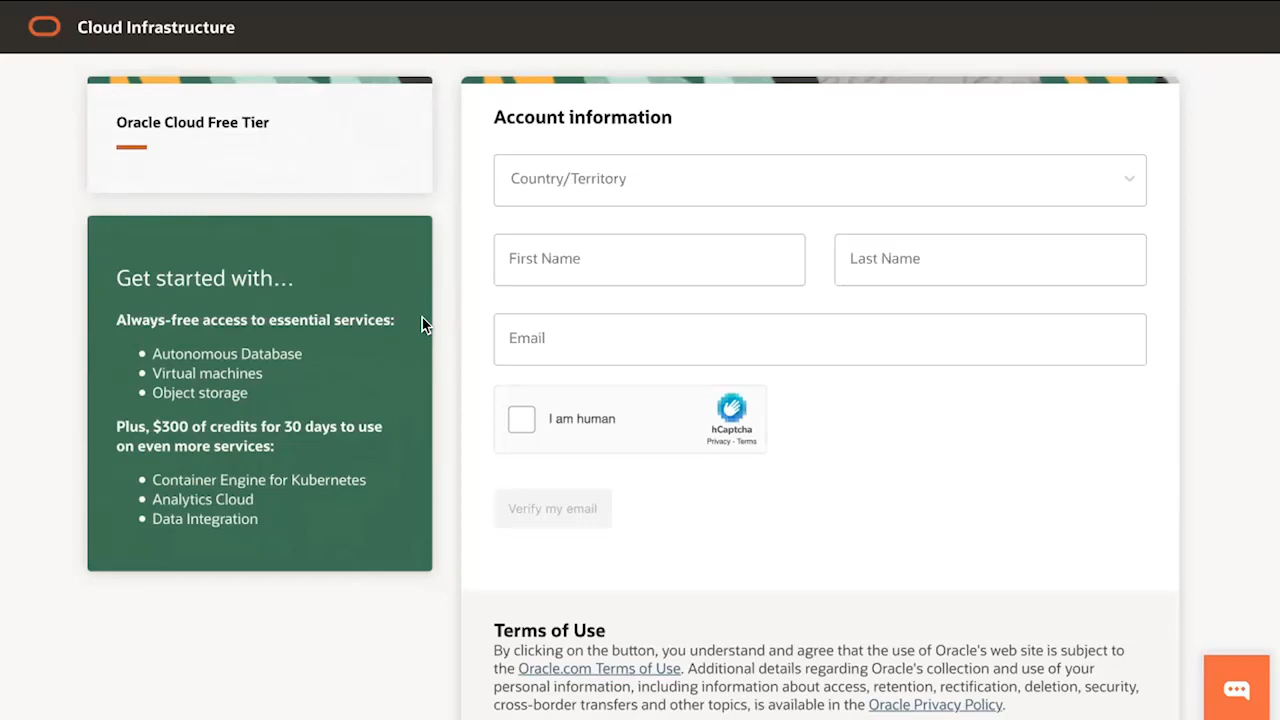 Cloud Infrastructure
Oracle Cloud Free Tier
Get started with...
Always-free access to essential services:
• Autonomous Database
• Virtual machines
• Object storage
Plus, $300 of credits for 30 days to use
on even more services:
• Container Engine for Kubernetes
• Analytics Cloud
• Data Integration
Account information
Country/Territory
First Name
Last Name
Email
I am human
hCaptcha
Privacy - Terms
Verify my email
Terms of Use
By clicking on the button, you understand and agree that the use of Oracle's web site is subject to
the Oracle.com Terms of Use. Additional details regarding Oracle's collection and use of your
personal information, including information about access, retention, rectification, deletion, security,
cross-border transfers and other topics, is available in the Oracle Privacy Policy.